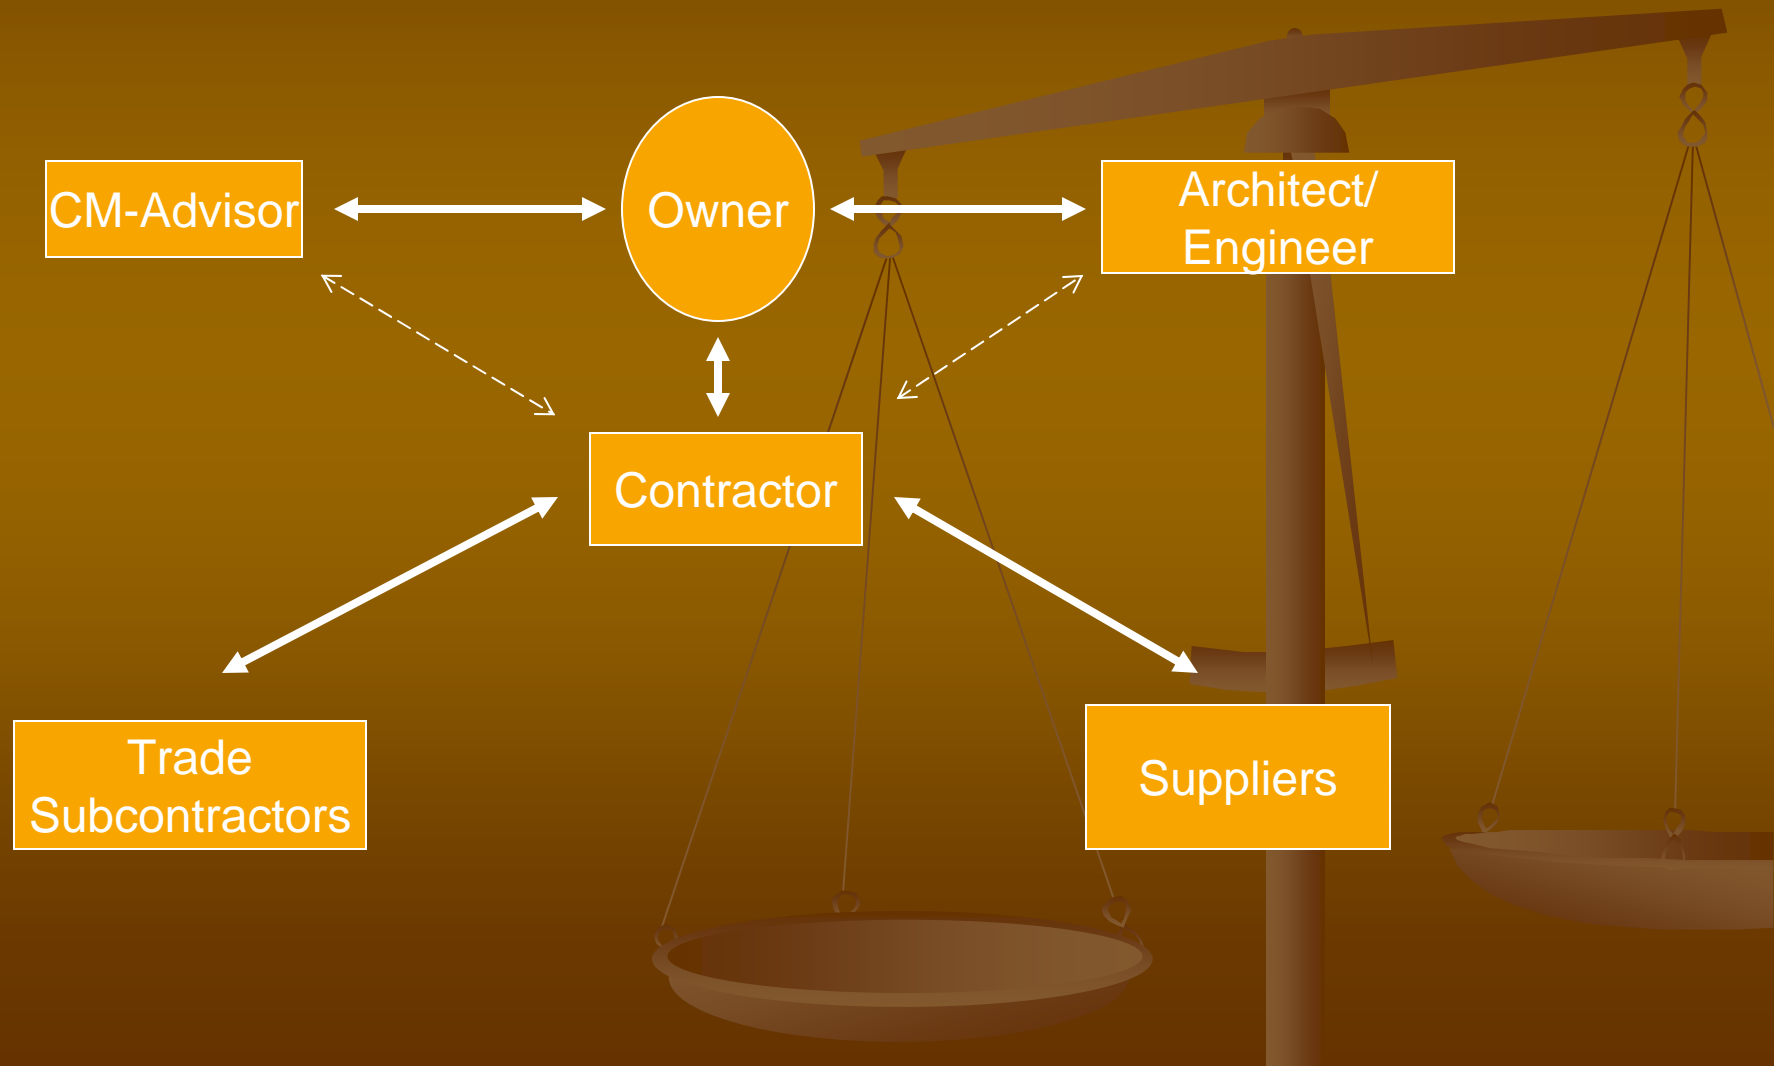 CM-Advisor
Owner
Architect/
Engineer
Contractor
Trade
Subcontractors
Suppliers